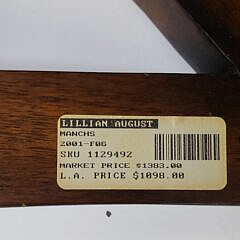 LILLIAN AUGUST
MANCHS
2001-F06
SKU 1129492
MARKET PRICE $1383.00
L.A. PRICE $1098.00